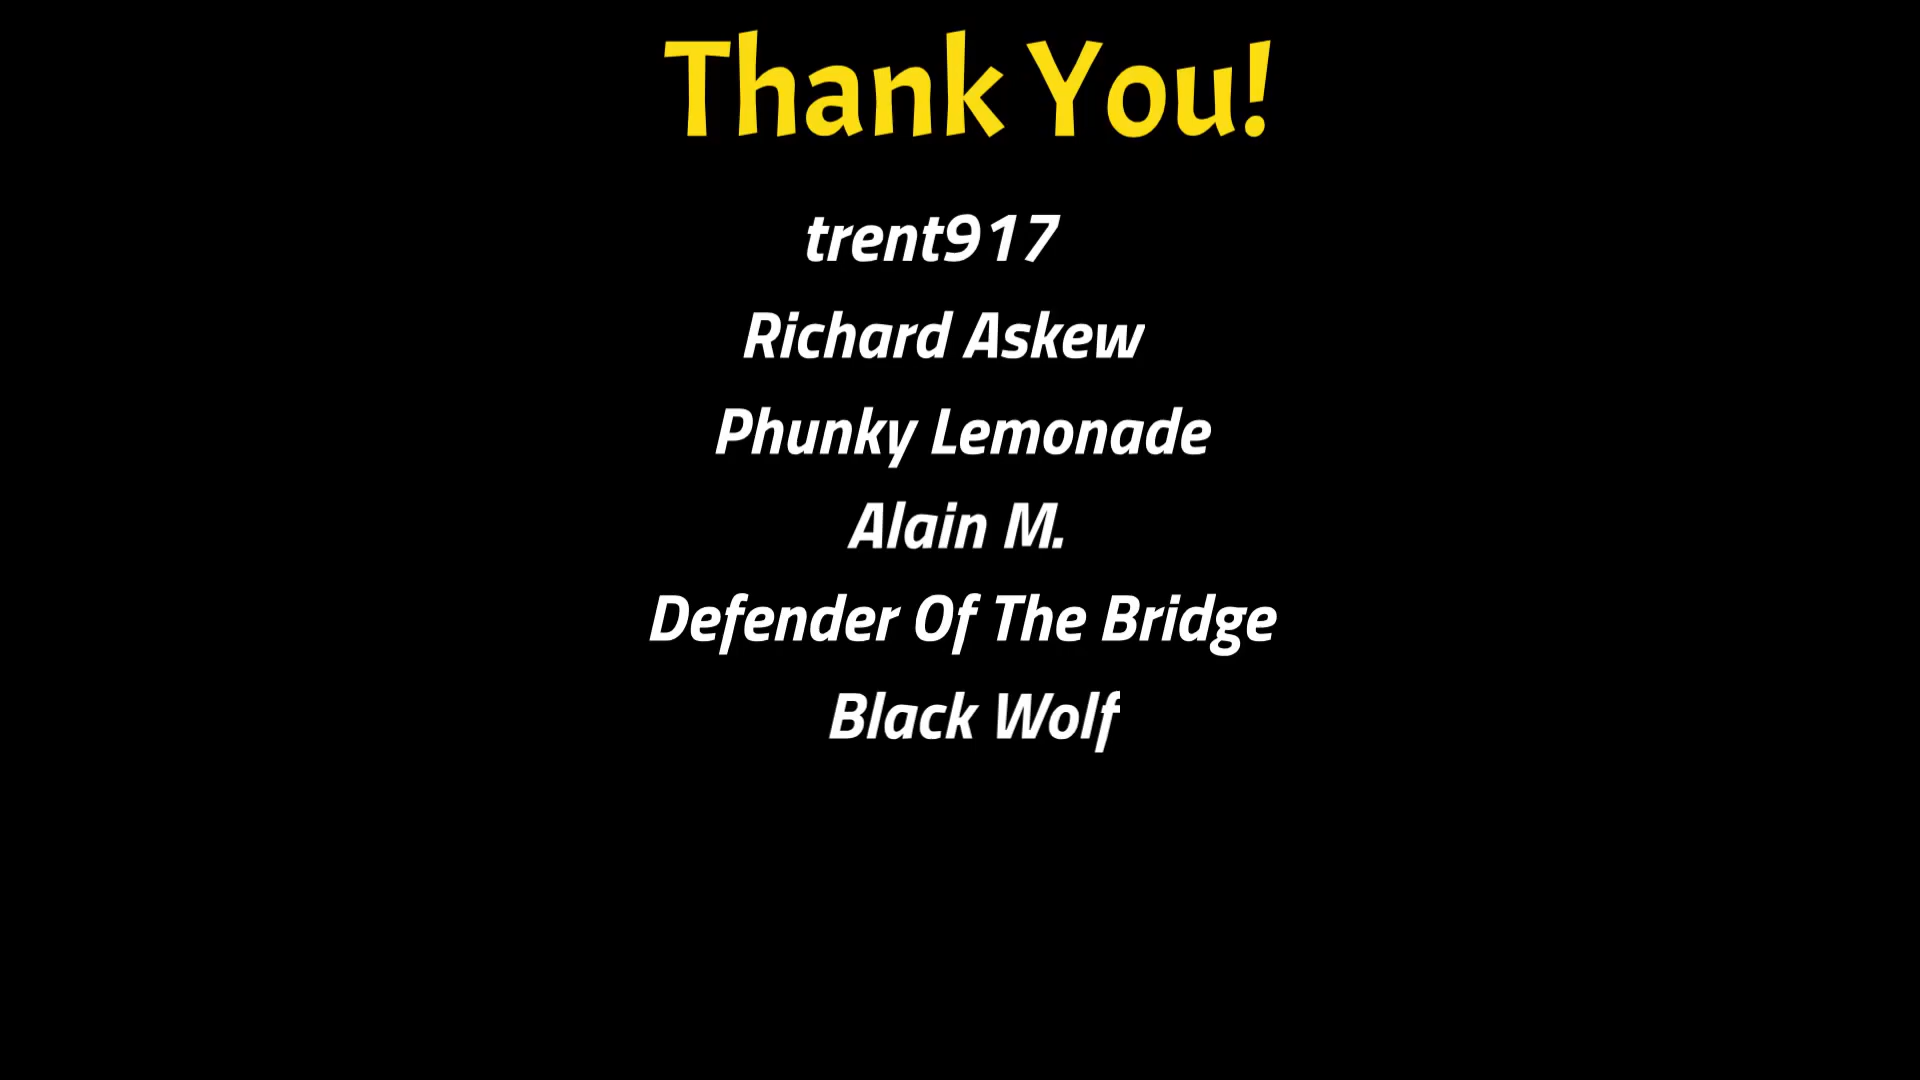 Thank You!
trent917
Richard Askew
Phunky Lemonade
Alain M.
Defender Of The Bridge
Black Wolf